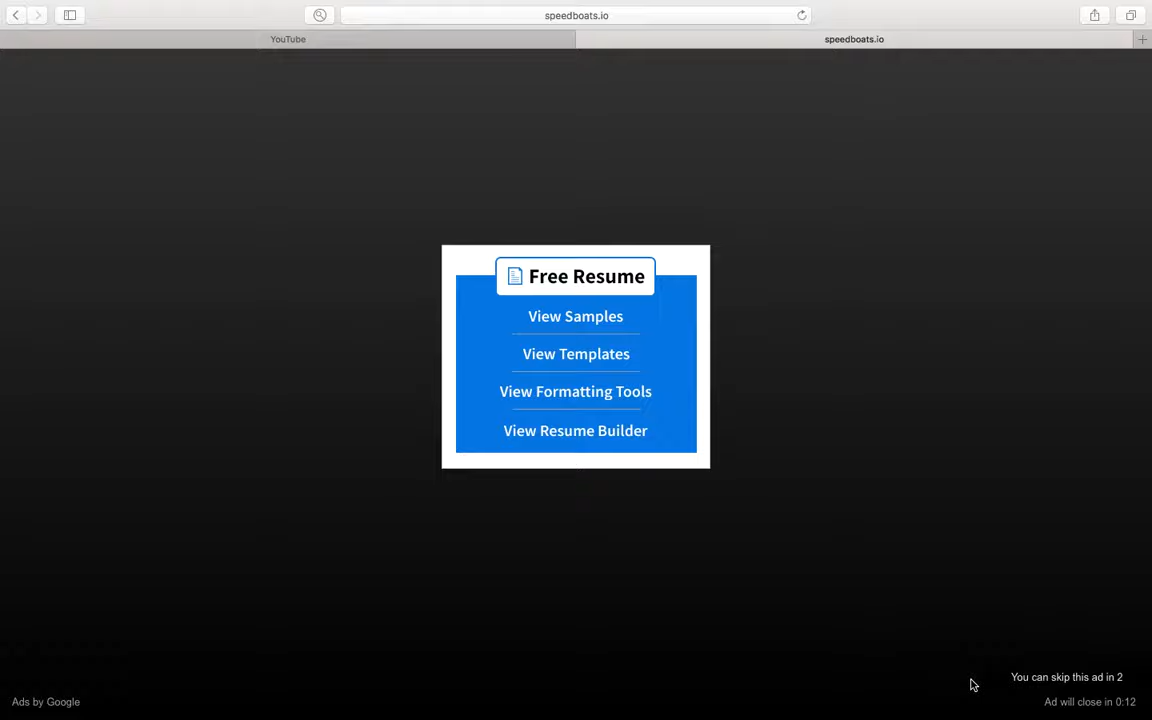 speedboats.io
YouTube
speedboats.io
Free Resume
View Samples
View Templates
View Formatting Tools
View Resume Builder
You can skip this ad in 2
Ads by Google
Ad will close in 0:12